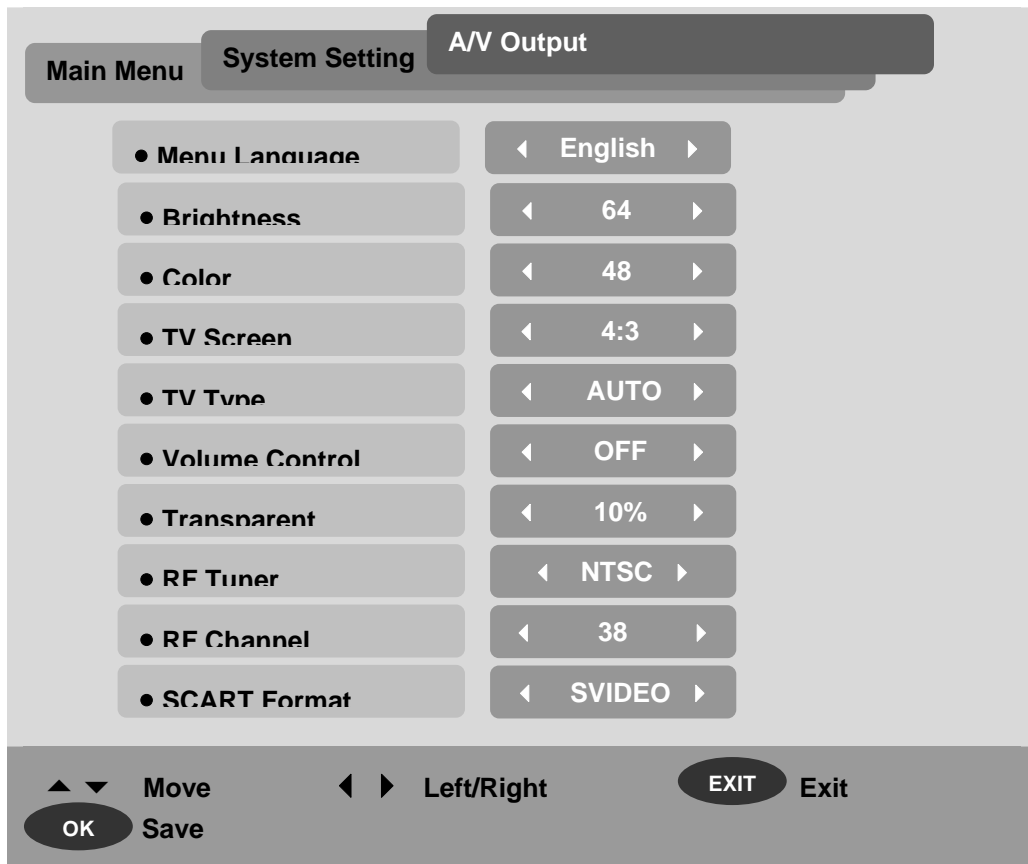 Main Menu System Setting A/V Output
Menu Language English
Brightness 64
Color 48
TV Screen 4:3
TV Type AUTO
Volume Control OFF
Transparent 10%
RF Tuner NTSC
RF Channel 38
SCART Format SVIDEO
Move Left/Right EXIT Exit
OK Save